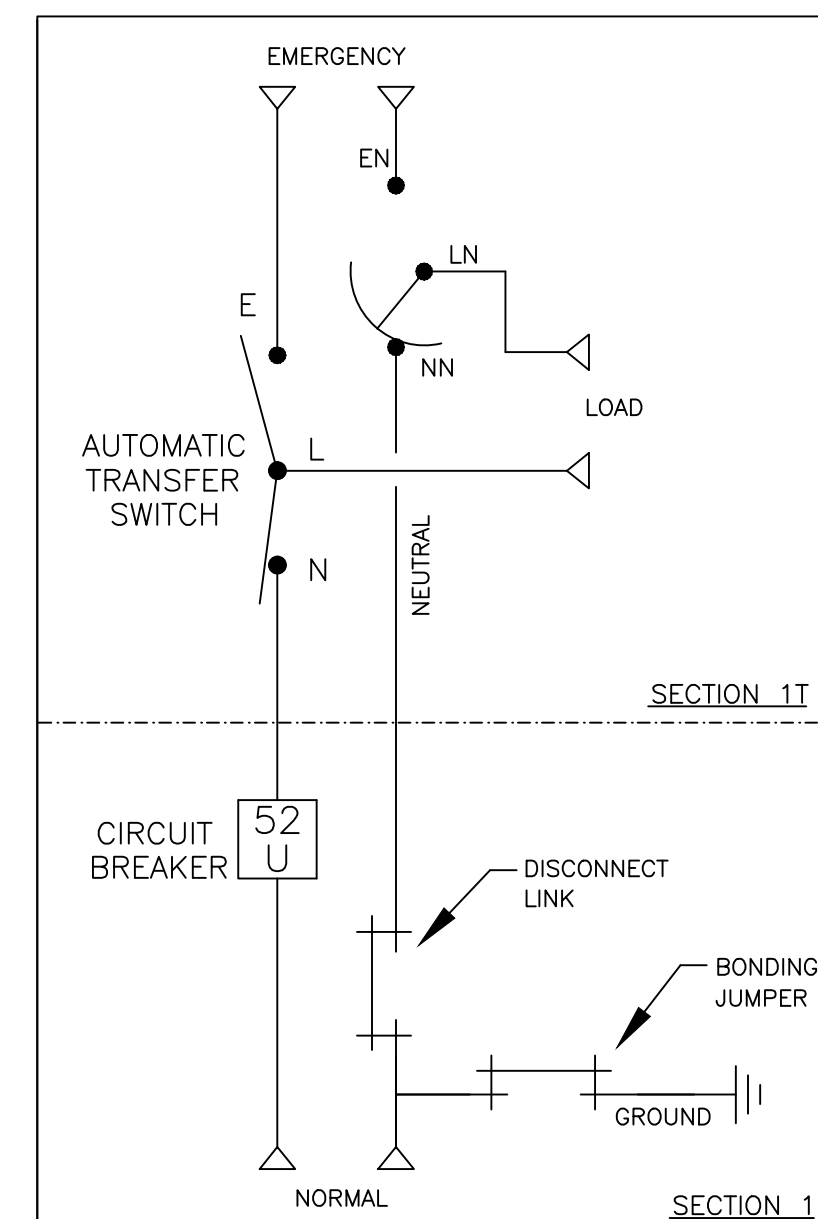 EMERGENCY
EN
LN
E
NN
LOAD
AUTOMATIC
TRANSFER
SWITCH
L
N
NEUTRAL
SECTION 1T
CIRCUIT
BREAKER
52
U
DISCONNECT
LINK
BONDING
JUMPER
GROUND
NORMAL
SECTION 1